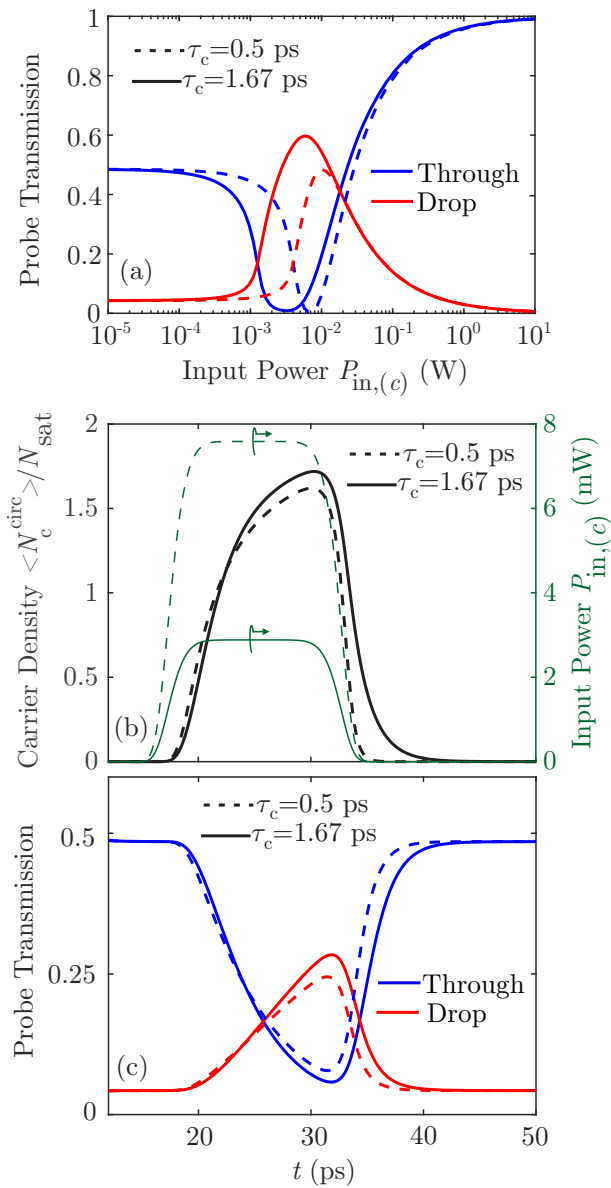 1
0.8
0.6
0.4
0.2
0
Probe Transmission
τc=0.5 ps
τc=1.67 ps
Through
Drop
(a)
10^-5 10^-4 10^-3 10^-2 10^-1 10^0 10^1
Input Power Pin,(c) (W)
2
1.5
1
0.5
0
Carrier Density <Nc^circ>/Nsat
τc=0.5 ps
τc=1.67 ps
(b)
8
6
4
2
0
Input Power Pin,(c) (mW)
0.5
0.25
0
Probe Transmission
τc=0.5 ps
τc=1.67 ps
Through
Drop
(c)
20 30 40 50
t (ps)